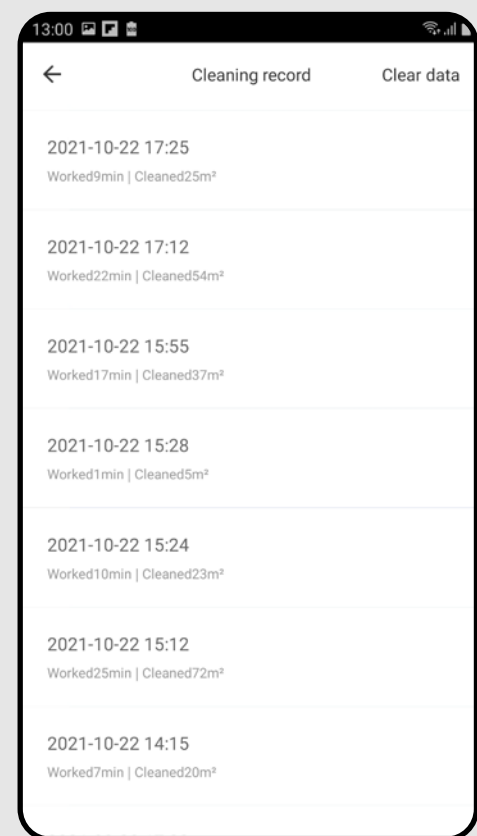 13:00
Cleaning record Clear data
2021-10-22 17:25
Worked9min | Cleaned25m²
2021-10-22 17:12
Worked22min | Cleaned54m²
2021-10-22 15:55
Worked17min | Cleaned37m²
2021-10-22 15:28
Worked1min | Cleaned5m²
2021-10-22 15:24
Worked10min | Cleaned23m²
2021-10-22 15:12
Worked25min | Cleaned72m²
2021-10-22 14:15
Worked7min | Cleaned20m²